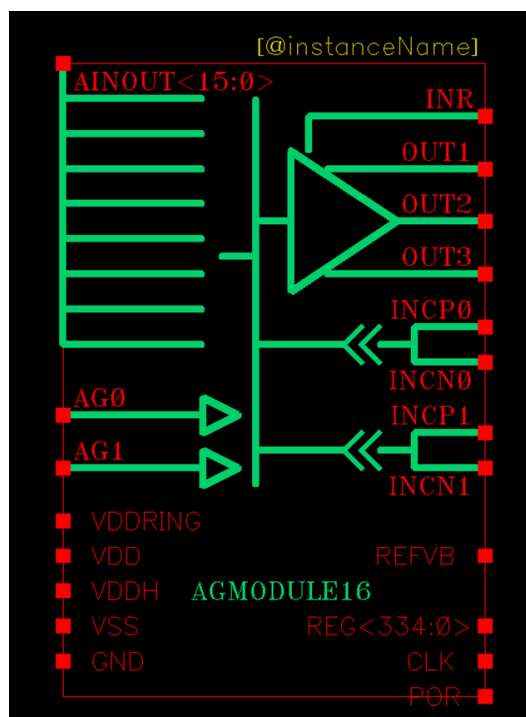 [@instanceName]
AINOUT<15:0>
INR
OUT1
OUT2
OUT3
INCP0
INCN0
AG0
INCP1
AG1
INCN1
VDDRING
VDD
REFVB
VDDH
AGMODULE16
VSS
REG<334:0>
GND
CLK
POR